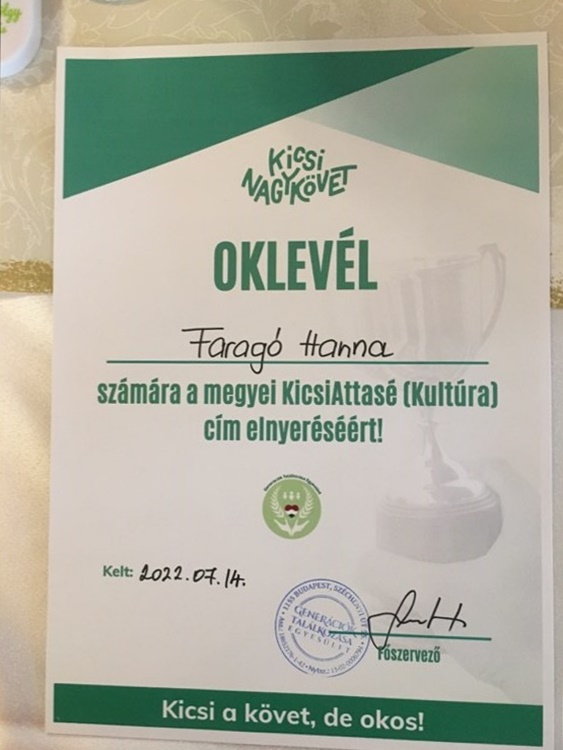 Kicsi
NAGYKÖVET
OKLEVÉL
Faragó Hanna
számára a megyei KicsiAttasé (Kultúra)
cím elnyeréséért!
Kelt: 2022.07.14.
GENERÁCIÓK
TALÁLKOZÁSA
EGYESÜLET
Főszervező
Kicsi a követ, de okos!